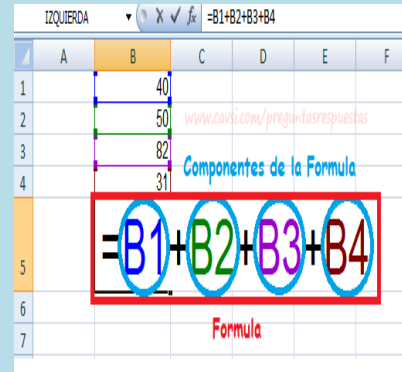 IZQUIERDA fx =B1+B2+B3+B4
A B C D E F
1 40
2 50 www.cavsi.com/preguntasrespuestas
3 82
Componentes de la Formula
4 31
5 =B1+B2+B3+B4
6
Formula
7